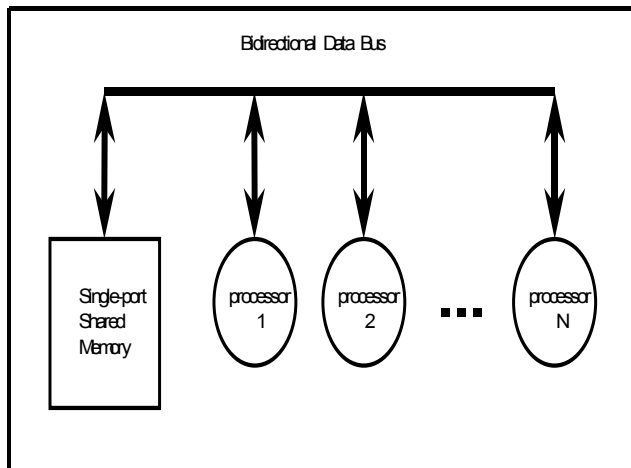 Bidirectional Data Bus
Single-port
Shared
Memory
processor
1
processor
2
processor
N